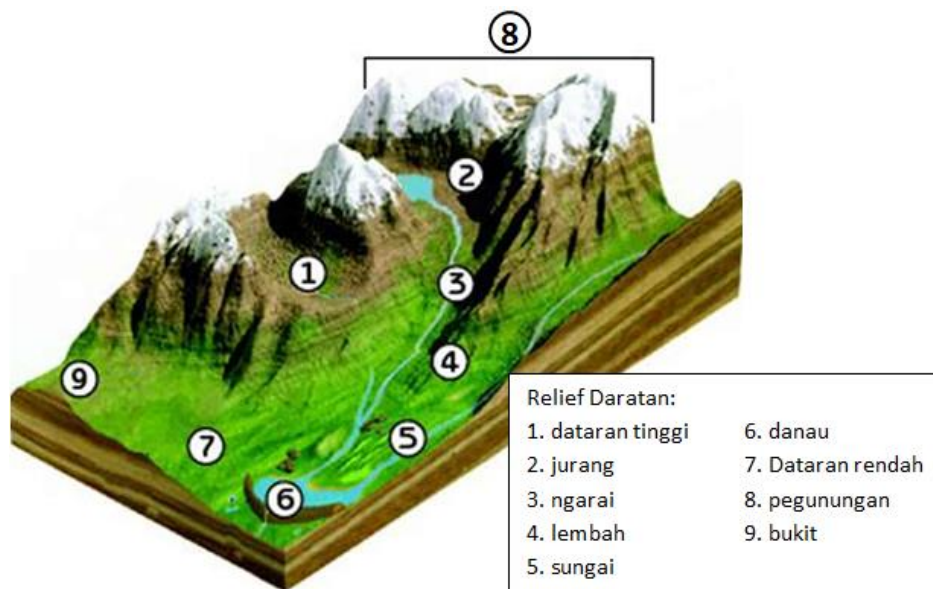 8
2
1
3
4
9
5
7
6
Relief Daratan:
1. dataran tinggi
2. jurang
3. ngarai
4. lembah
5. sungai
6. danau
7. Dataran rendah
8. pegunungan
9. bukit